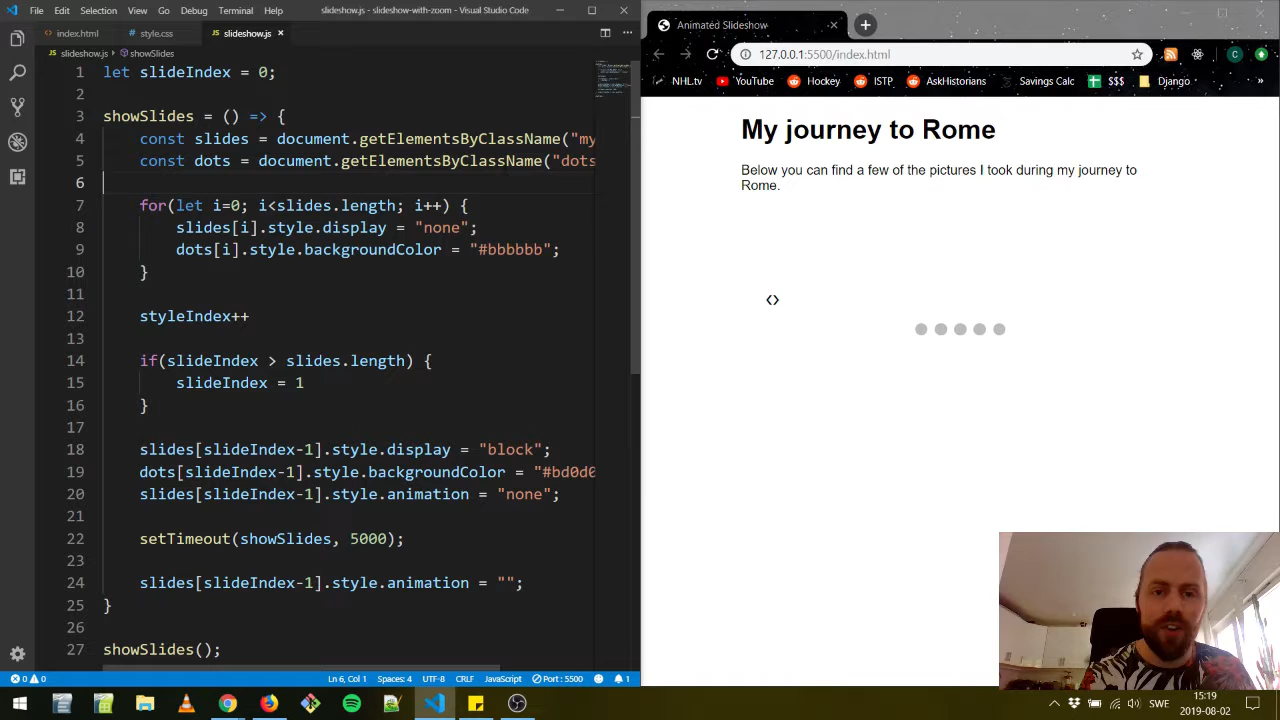 File Edit Selection View Go Debug Terminal Help slideshow.js - slideshow-with-zoom - Visual Studio Code
index.html style.css slideshow.js
slideshow.js > showSlides
1 let slideIndex = 0;
2
3 showSlides = () => {
4 const slides = document.getElementsByClassName("my
5 const dots = document.getElementsByClassName("dots
6
7 for(let i=0; i<slides.length; i++) {
8 slides[i].style.display = "none";
9 dots[i].style.backgroundColor = "#bbbbbb";
10 }
11
12 styleIndex++
13
14 if(slideIndex > slides.length) {
15 slideIndex = 1
16 }
17
18 slides[slideIndex-1].style.display = "block";
19 dots[slideIndex-1].style.backgroundColor = "#bd0d0
20 slides[slideIndex-1].style.animation = "none";
21
22 setTimeout(showSlides, 5000);
23
24 slides[slideIndex-1].style.animation = "";
25 }
26
27 showSlides();
0 0 Ln 6, Col 1 Spaces: 4 UTF-8 CRLF JavaScript Port : 5500 1
Animated Slideshow
127.0.0.1:5500/index.html C
NHL.tv YouTube Hockey ISTP AskHistorians Savings Calc $$$ Django »
My journey to Rome
Below you can find a few of the pictures I took during my journey to
Rome.
‹›
SWE 15:19
2019-08-02